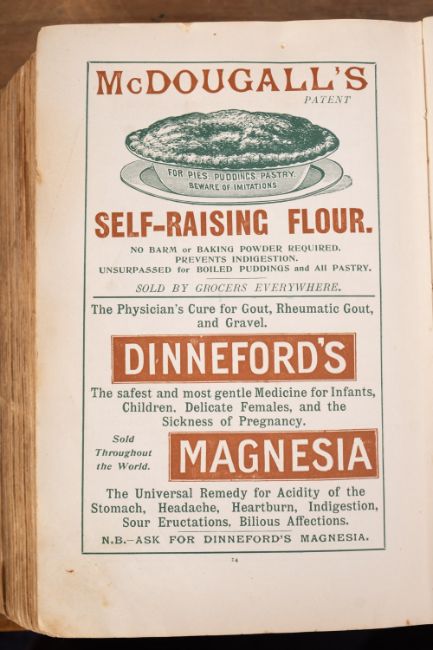 McDOUGALL'S
PATENT
FOR PIES. PUDDINGS. PASTRY.
BEWARE OF IMITATIONS
SELF-RAISING FLOUR.
NO BARM or BAKING POWDER REQUIRED.
PREVENTS INDIGESTION.
UNSURPASSED for BOILED PUDDINGS and All PASTRY.
SOLD BY GROCERS EVERYWHERE.
The Physician's Cure for Gout, Rheumatic Gout,
and Gravel.
DINNEFORD'S
The safest and most gentle Medicine for Infants,
Children, Delicate Females, and the
Sickness of Pregnancy.
Sold
Throughout
the World.
MAGNESIA
The Universal Remedy for Acidity of the
Stomach, Headache, Heartburn, Indigestion,
Sour Eructations, Bilious Affections.
N.B.—ASK FOR DINNEFORD'S MAGNESIA.
14